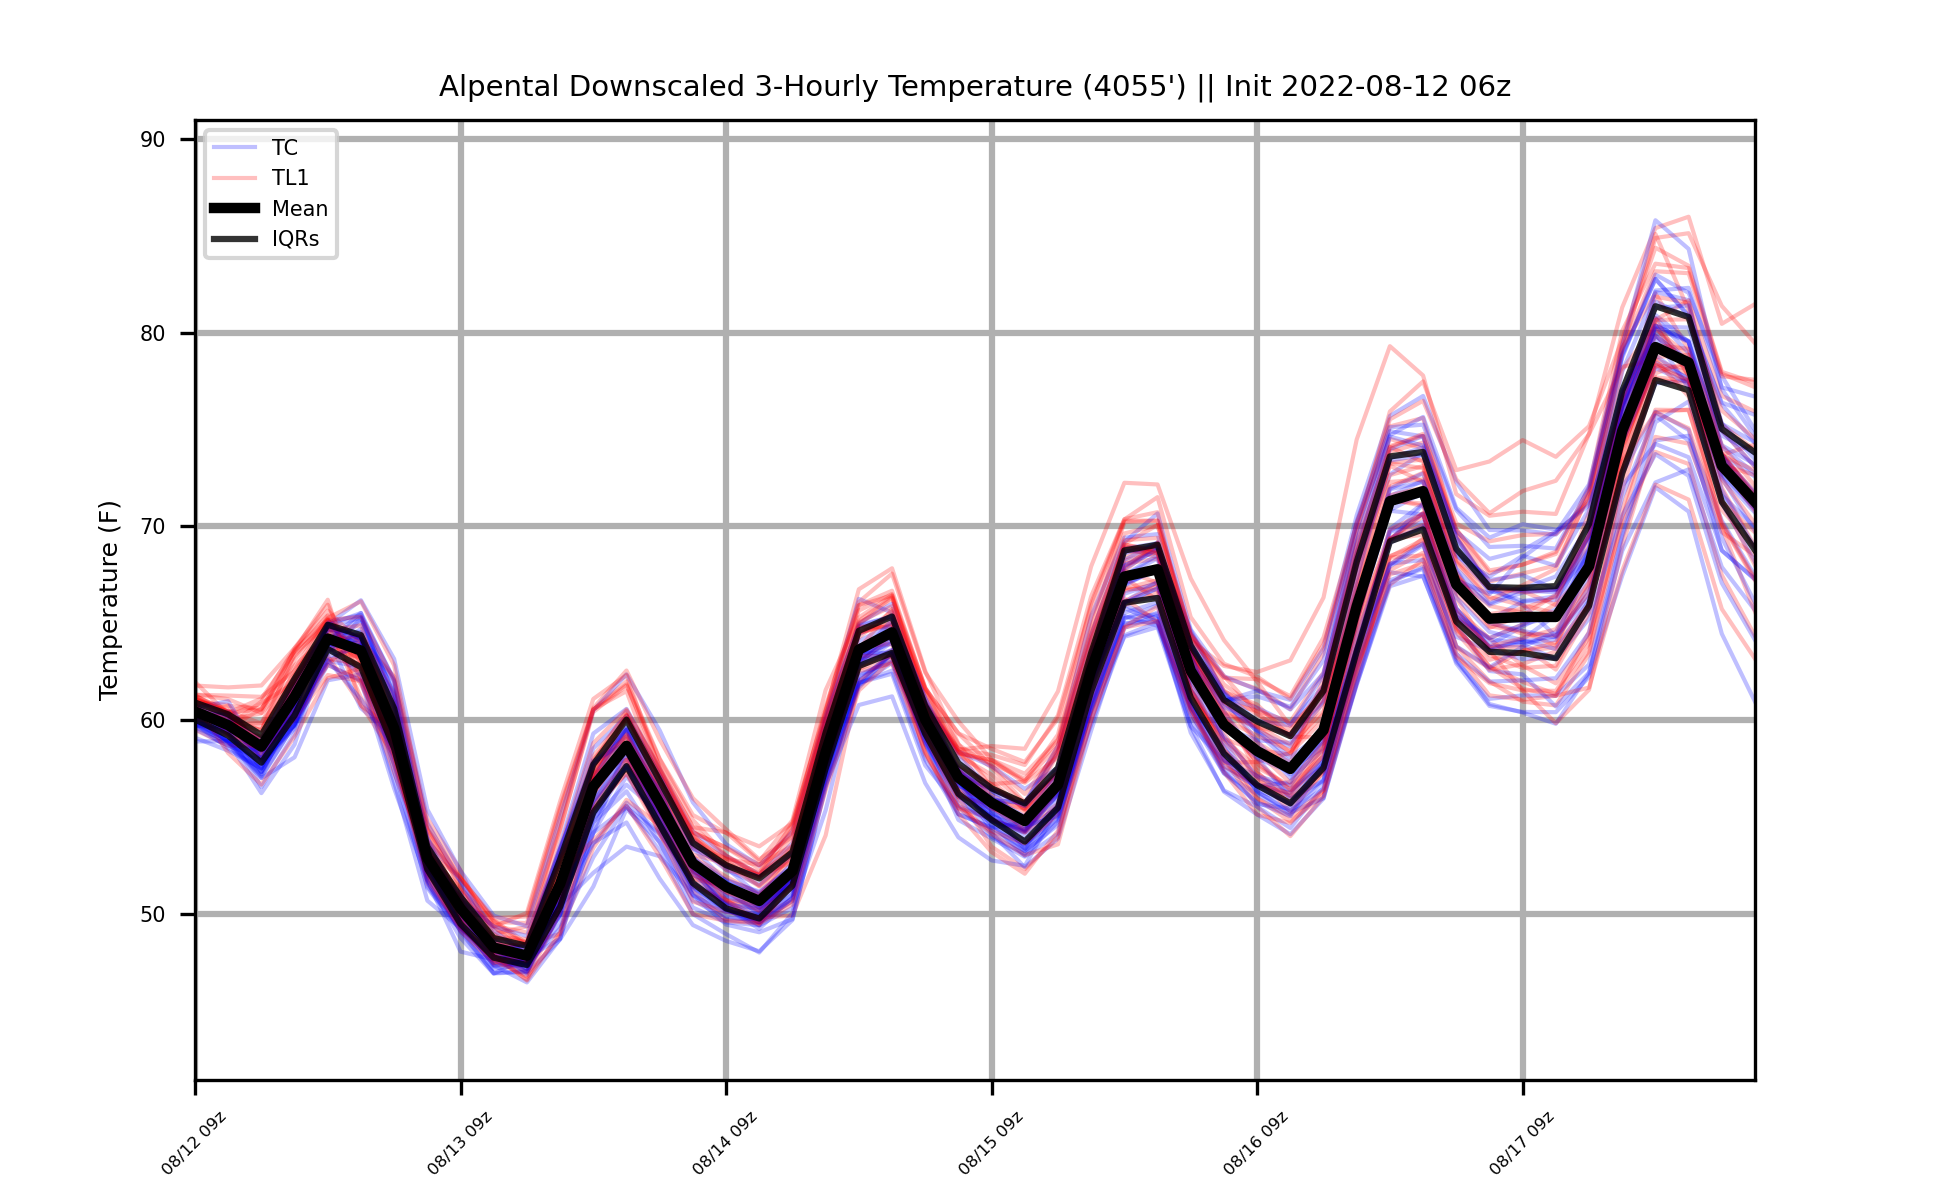 Alpental Downscaled 3-Hourly Temperature (4055') || Init 2022-08-12 06z
TC
TL1
Mean
IQRs
Temperature (F)
90
80
70
60
50
08/12 09z
08/13 09z
08/14 09z
08/15 09z
08/16 09z
08/17 09z